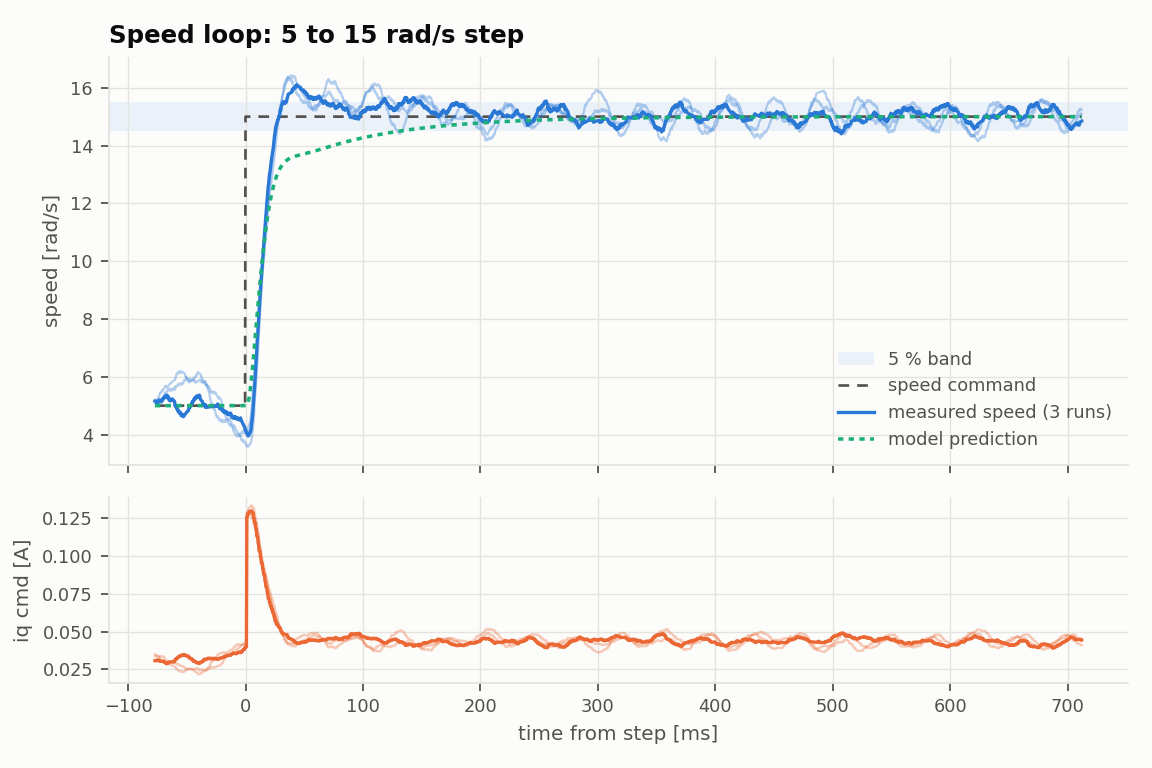 Speed loop: 5 to 15 rad/s step
speed [rad/s]
16
14
12
10
8
6
4
5 % band
speed command
measured speed (3 runs)
model prediction
iq cmd [A]
0.125
0.100
0.075
0.050
0.025
−100 0 100 200 300 400 500 600 700
time from step [ms]